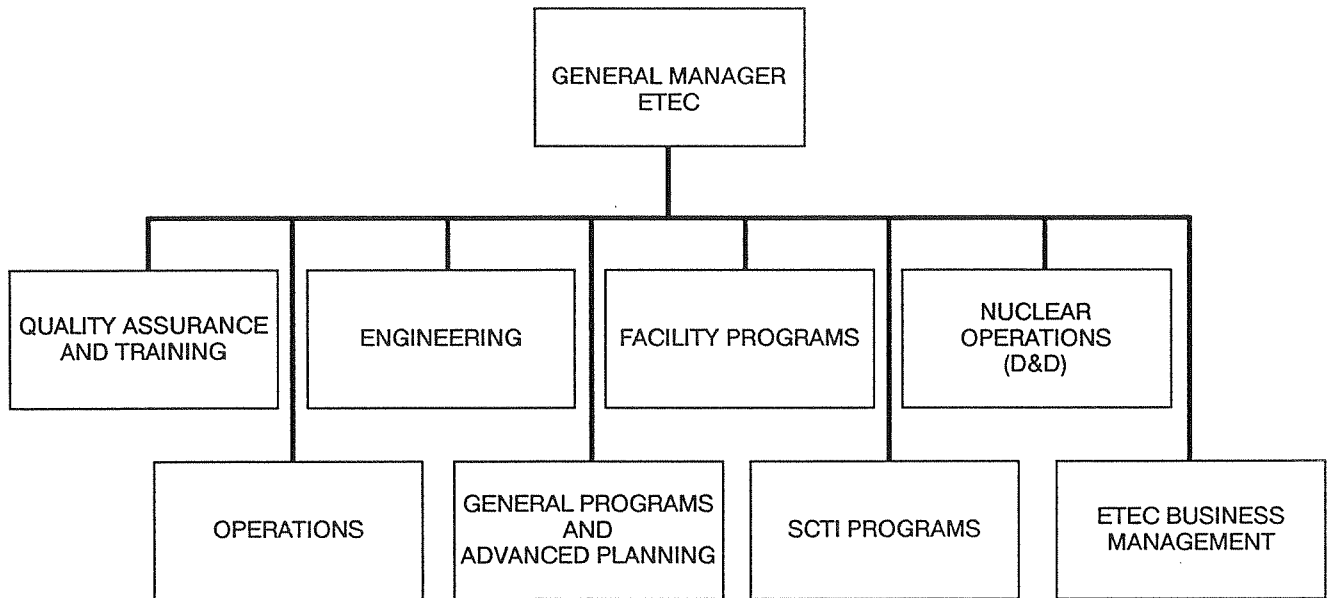 GENERAL MANAGER
ETEC
QUALITY ASSURANCE
AND TRAINING
ENGINEERING
FACILITY PROGRAMS
NUCLEAR
OPERATIONS
(D&D)
OPERATIONS
GENERAL PROGRAMS
AND
ADVANCED PLANNING
SCTI PROGRAMS
ETEC BUSINESS
MANAGEMENT